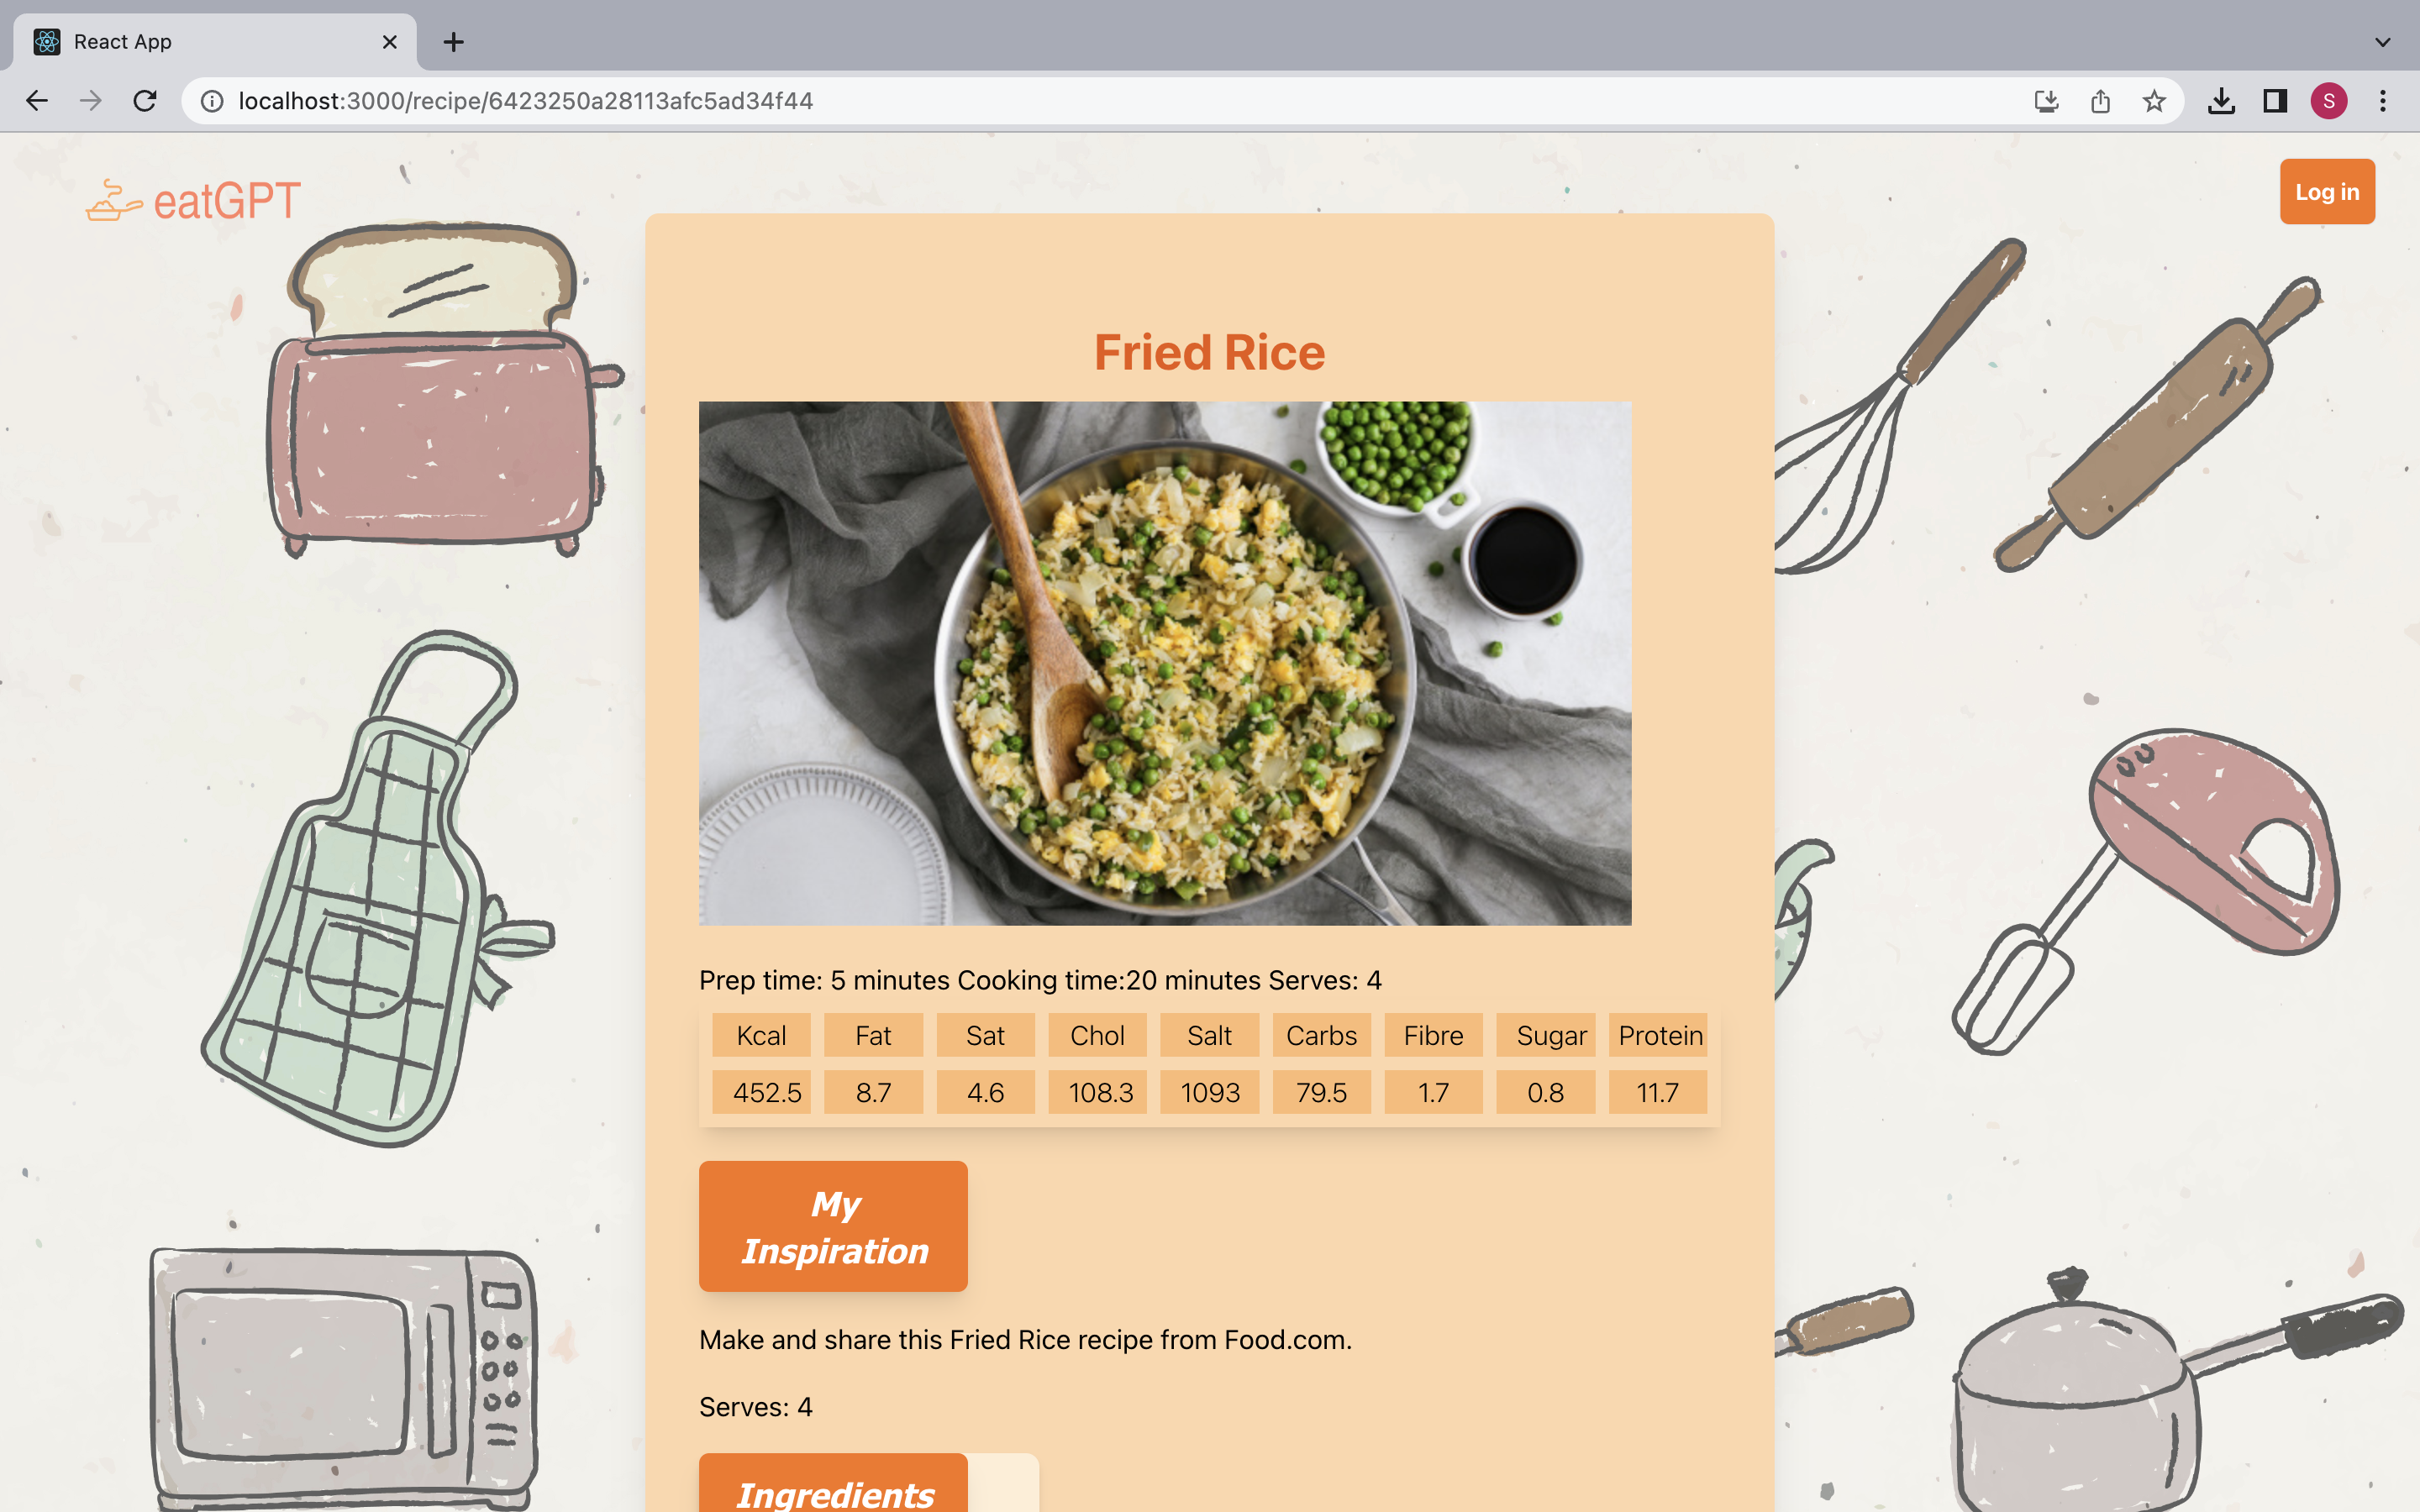 React App
localhost:3000/recipe/6423250a28113afc5ad34f44
S
eatGPT
Log in
Fried Rice
Prep time: 5 minutes Cooking time:20 minutes Serves: 4
Kcal Fat Sat Chol Salt Carbs Fibre Sugar Protein
452.5 8.7 4.6 108.3 1093 79.5 1.7 0.8 11.7
My
Inspiration
Make and share this Fried Rice recipe from Food.com.
Serves: 4
Ingredients